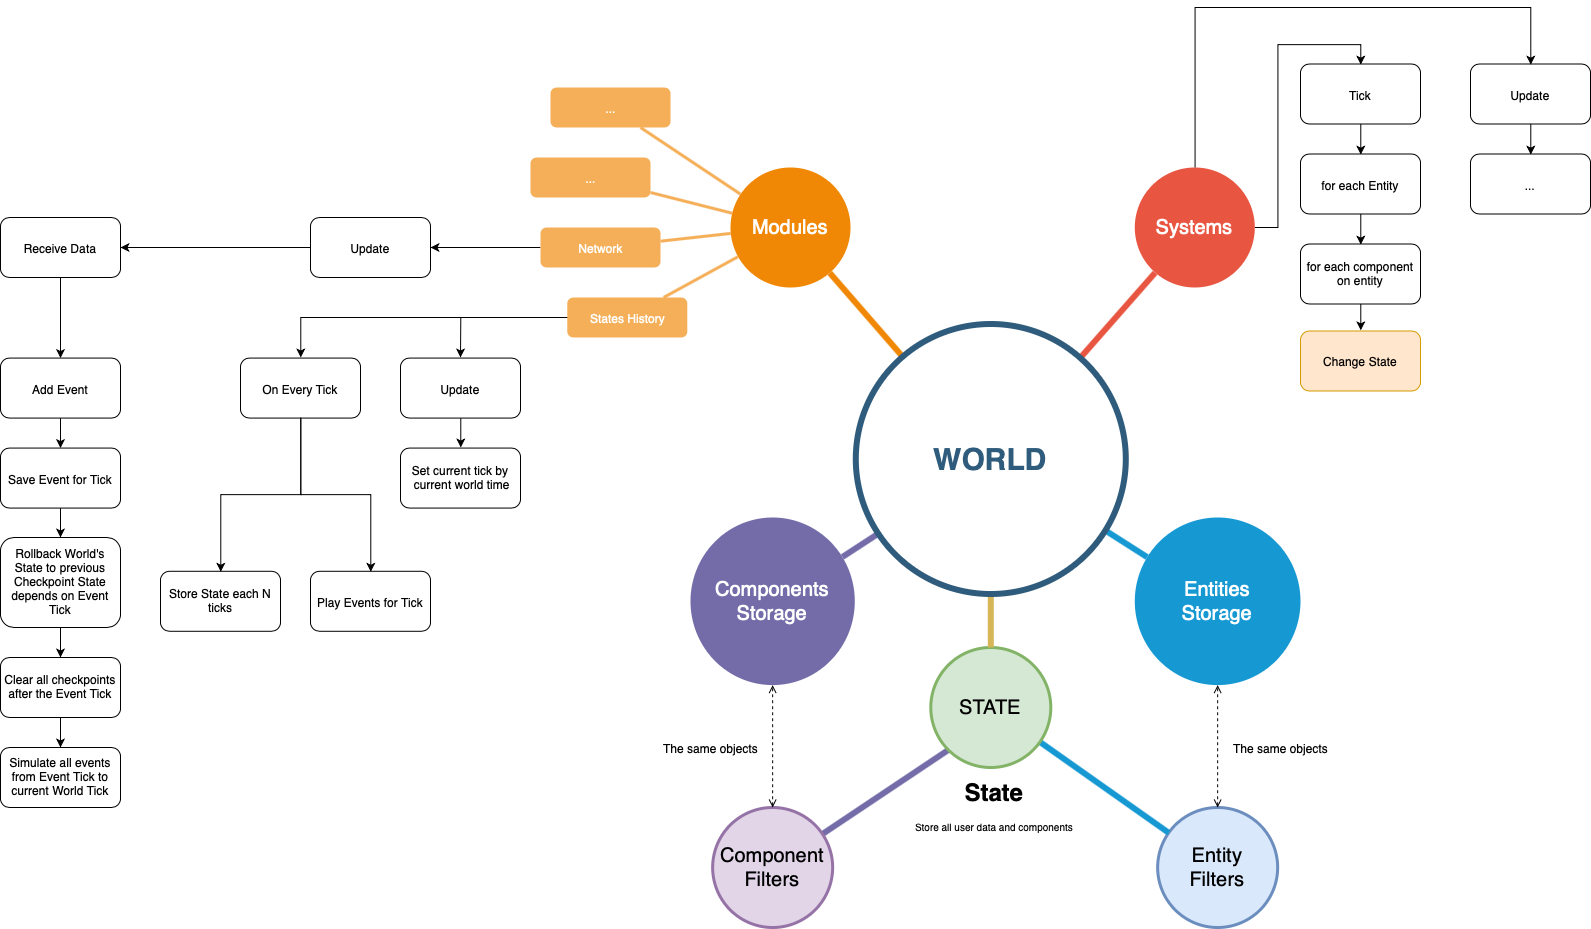 ...
...
Modules
Network
States History
Update
Receive Data
Add Event
Save Event for Tick
Rollback World's
State to previous
Checkpoint State
depends on Event
Tick
Clear all checkpoints
after the Event Tick
Simulate all events
from Event Tick to
current World Tick
On Every Tick
Store State each N
ticks
Play Events for Tick
Update
Set current tick by
current world time
Systems
Tick
for each Entity
for each component
on entity
Change State
Update
...
WORLD
Components
Storage
Entities
Storage
STATE
State
Store all user data and components
The same objects
The same objects
Component
Filters
Entity
Filters